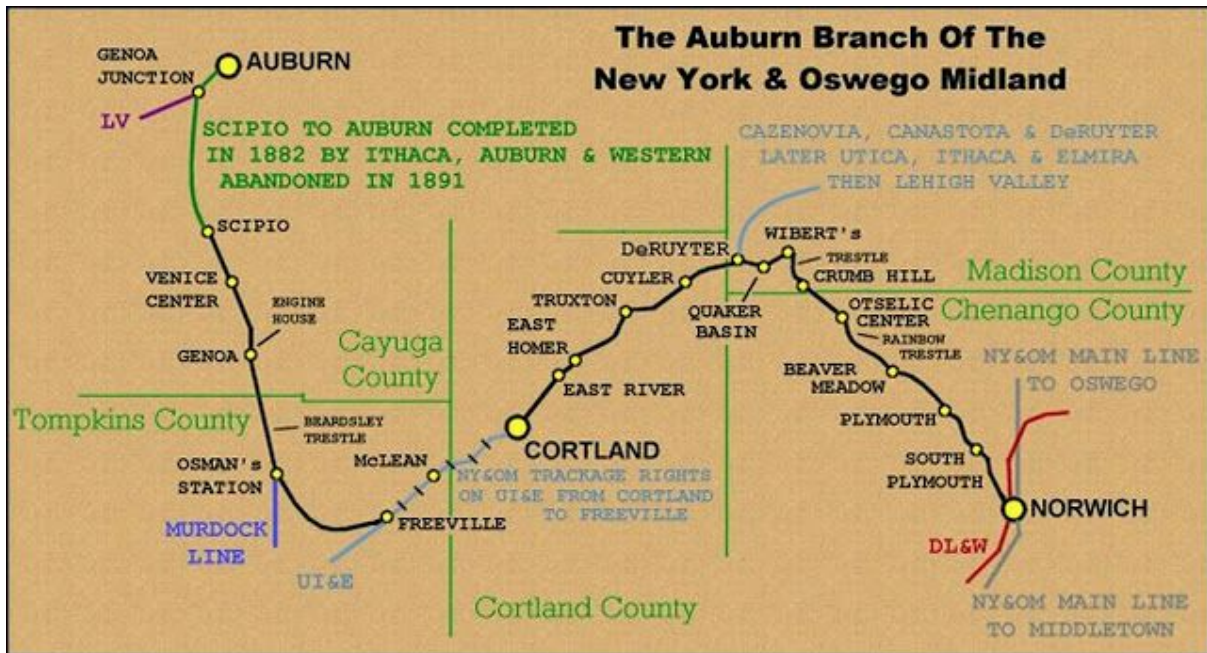 The Auburn Branch Of The
New York & Oswego Midland
GENOA
JUNCTION
AUBURN
LV
SCIPIO TO AUBURN COMPLETED
IN 1882 BY ITHACA, AUBURN & WESTERN
ABANDONED IN 1891
CAZENOVIA, CANASTOTA & DeRUYTER
LATER UTICA, ITHACA & ELMIRA
THEN LEHIGH VALLEY
SCIPIO
VENICE
CENTER
ENGINE
HOUSE
GENOA
Cayuga
County
Tompkins County
BEARDSLEY
TRESTLE
OSMAN's
STATION
MURDOCK
LINE
FREEVILLE
UI&E
McLEAN
CORTLAND
NY&OM TRACKAGE RIGHTS
ON UI&E FROM CORTLAND
TO FREEVILLE
Cortland County
EAST RIVER
EAST
HOMER
TRUXTON
CUYLER
DeRUYTER
QUAKER
BASIN
WIBERT's
TRESTLE
CRUMB HILL
Madison County
Chenango County
OTSELIC
CENTER
RAINBOW
TRESTLE
BEAVER
MEADOW
PLYMOUTH
SOUTH
PLYMOUTH
NY&OM MAIN LINE
TO OSWEGO
NORWICH
DL&W
NY&OM MAIN LINE
TO MIDDLETOWN